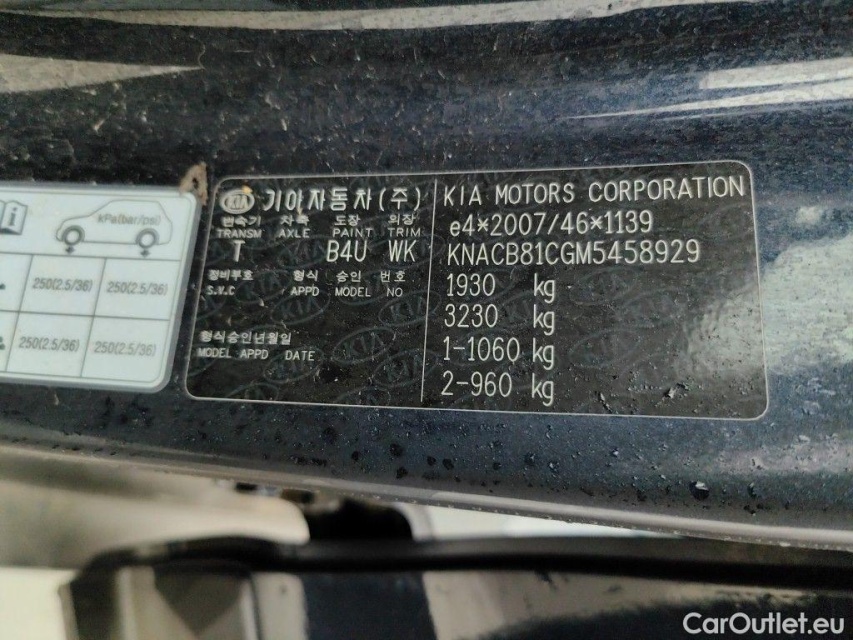 kPa(bar/psi)
250(2.5/36) 250(2.5/36)
250(2.5/36) 250(2.5/36)
KIA 기아자동차(주)
변속기 차축 도장 외장
TRANSM AXLE PAINT TRIM
T B4U WK
정비부호 형식 승인 번호
S.V.C APPD MODEL NO
형식승인년월일
MODEL APPD DATE
KIA MOTORS CORPORATION
e4*2007/46*1139
KNACB81CGM5458929
1930 kg
3230 kg
1-1060 kg
2-960 kg
CarOutlet.eu